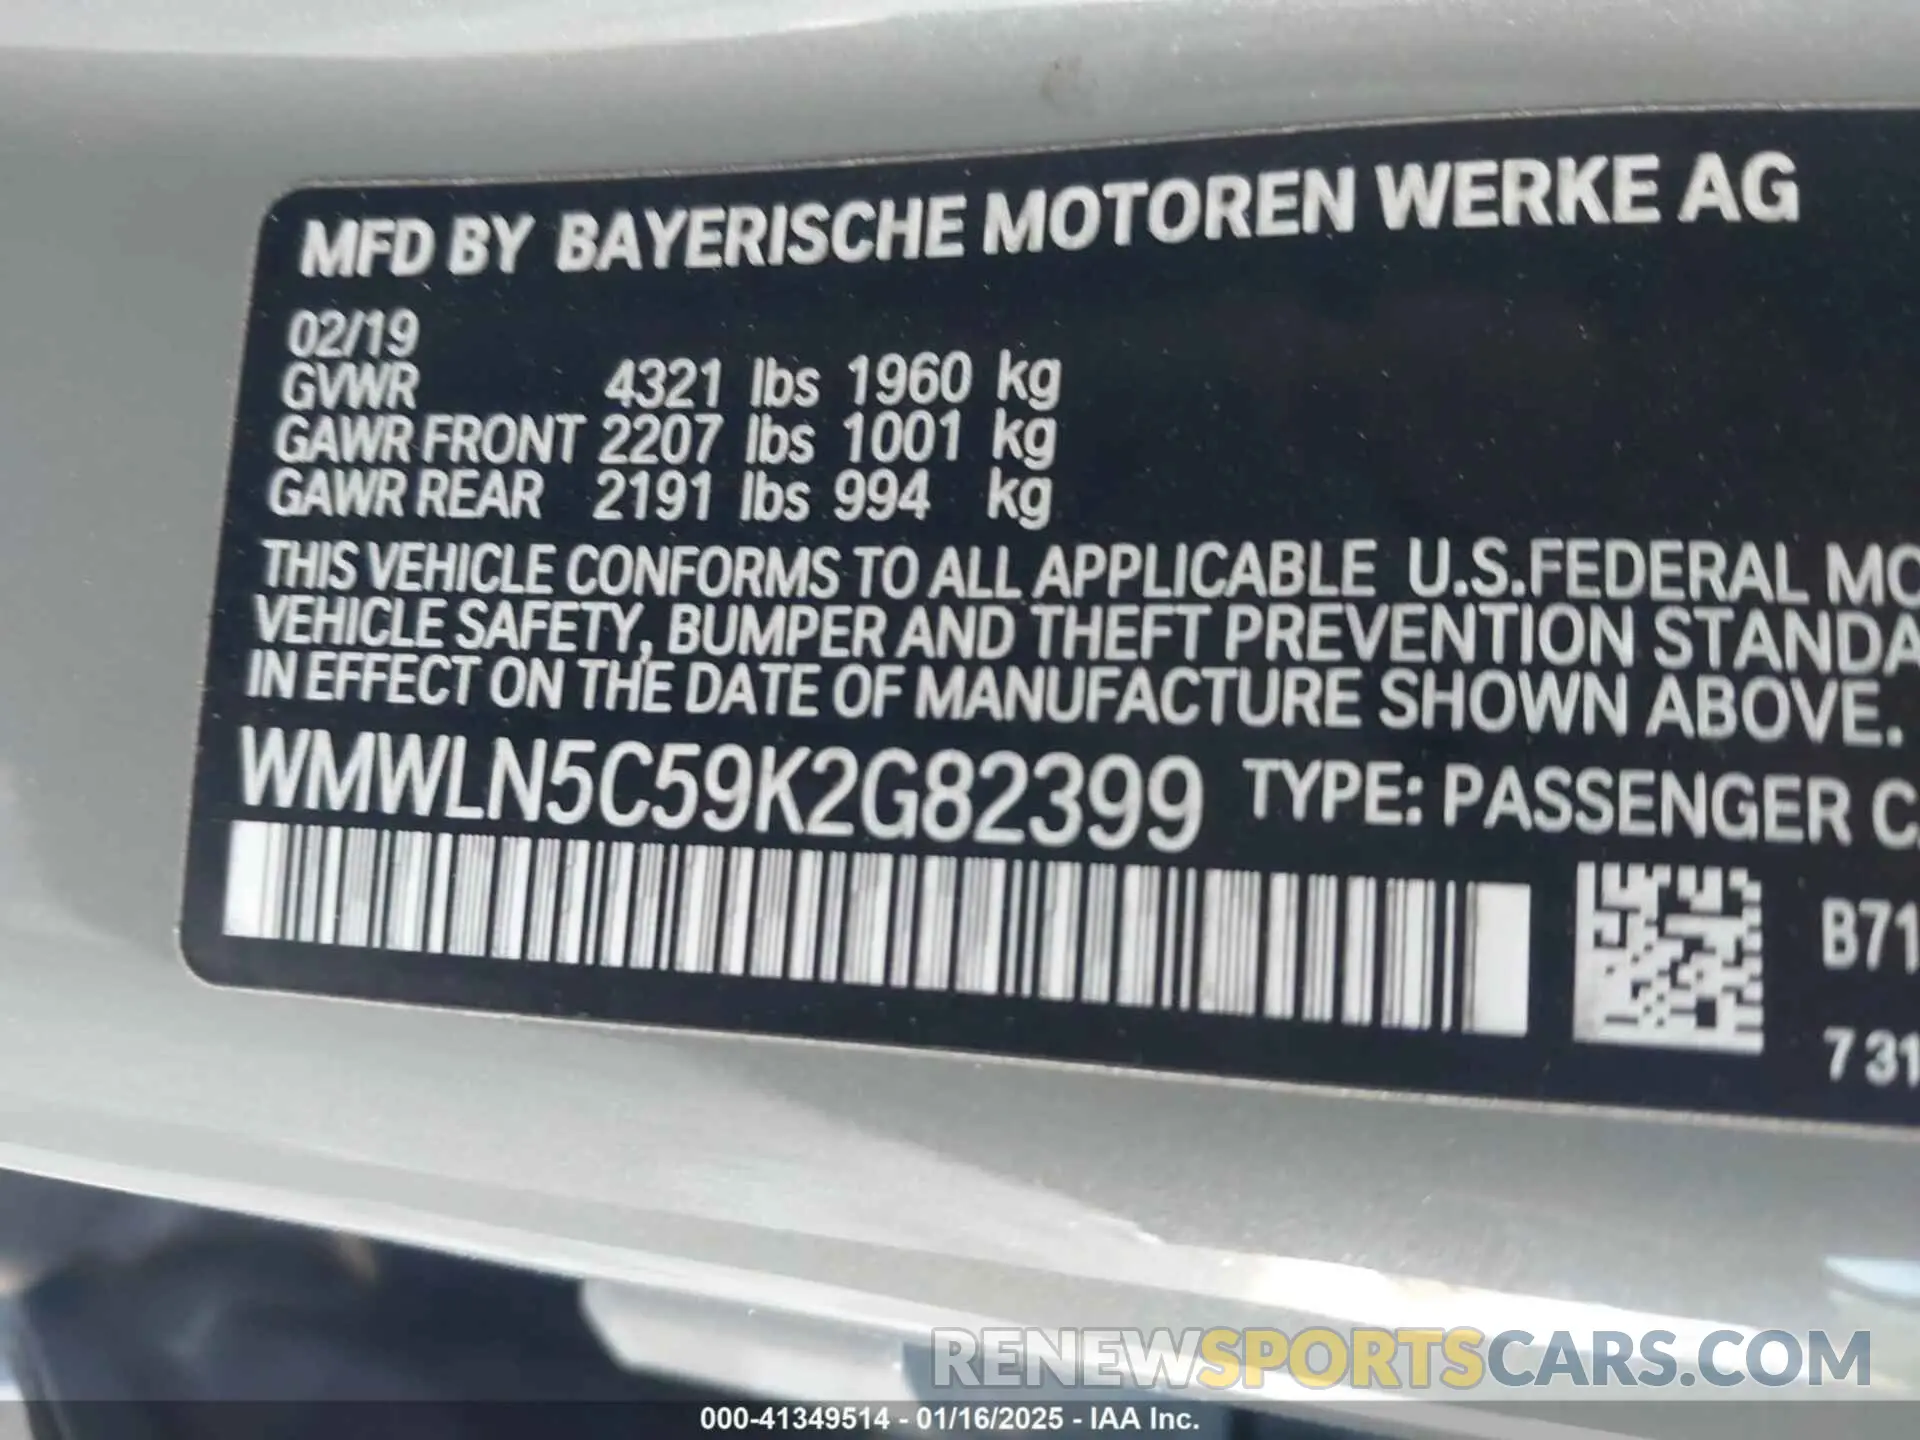 MFD BY BAYERISCHE MOTOREN WERKE AG
02/19
GVWR 4321 lbs 1960 kg
GAWR FRONT 2207 lbs 1001 kg
GAWR REAR 2191 lbs 994 kg
THIS VEHICLE CONFORMS TO ALL APPLICABLE U.S.FEDERAL MO
VEHICLE SAFETY, BUMPER AND THEFT PREVENTION STANDA
IN EFFECT ON THE DATE OF MANUFACTURE SHOWN ABOVE.
WMWLN5C59K2G82399 TYPE: PASSENGER CA
B71
7 31
RENEWSPORTSCARS.COM
000-41349514 - 01/16/2025 - IAA Inc.